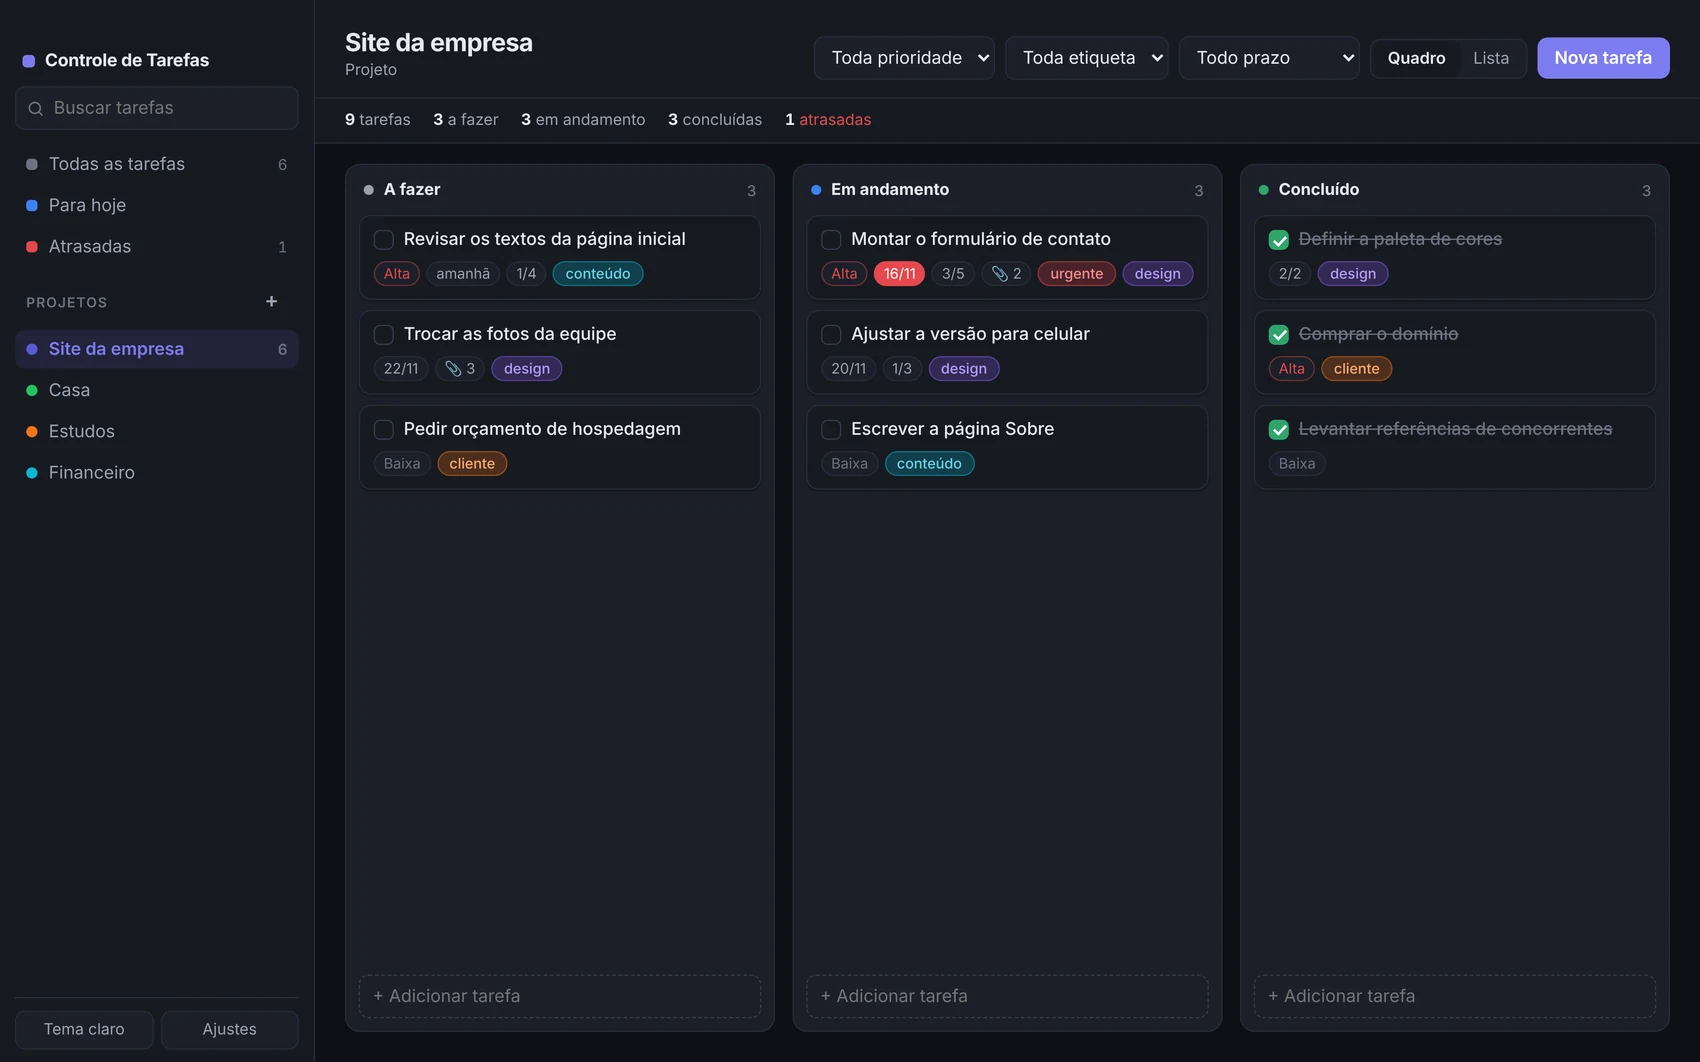 Controle de Tarefas
Buscar tarefas
Todas as tarefas 6
Para hoje
Atrasadas 1
PROJETOS +
Site da empresa 6
Casa
Estudos
Financeiro
Tema claro
Ajustes
Site da empresa
Projeto
Toda prioridade
Toda etiqueta
Todo prazo
Quadro
Lista
Nova tarefa
9 tarefas 3 a fazer 3 em andamento 3 concluídas 1 atrasadas
A fazer 3
Revisar os textos da página inicial
Alta amanhã 1/4 conteúdo
Trocar as fotos da equipe
22/11 3 design
Pedir orçamento de hospedagem
Baixa cliente
+ Adicionar tarefa
Em andamento 3
Montar o formulário de contato
Alta 16/11 3/5 2 urgente design
Ajustar a versão para celular
20/11 1/3 design
Escrever a página Sobre
Baixa conteúdo
+ Adicionar tarefa
Concluído 3
Definir a paleta de cores
2/2 design
Comprar o domínio
Alta cliente
Levantar referências de concorrentes
Baixa
+ Adicionar tarefa